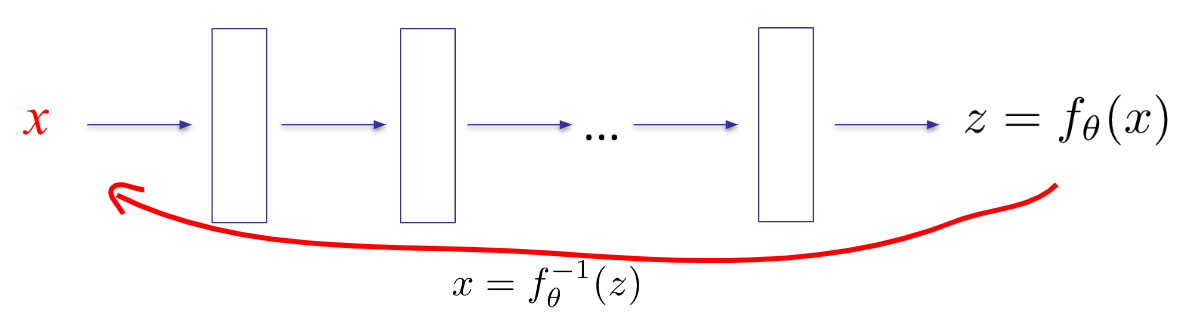 x ... z = f_θ(x)
x = f_θ^{-1}(z)